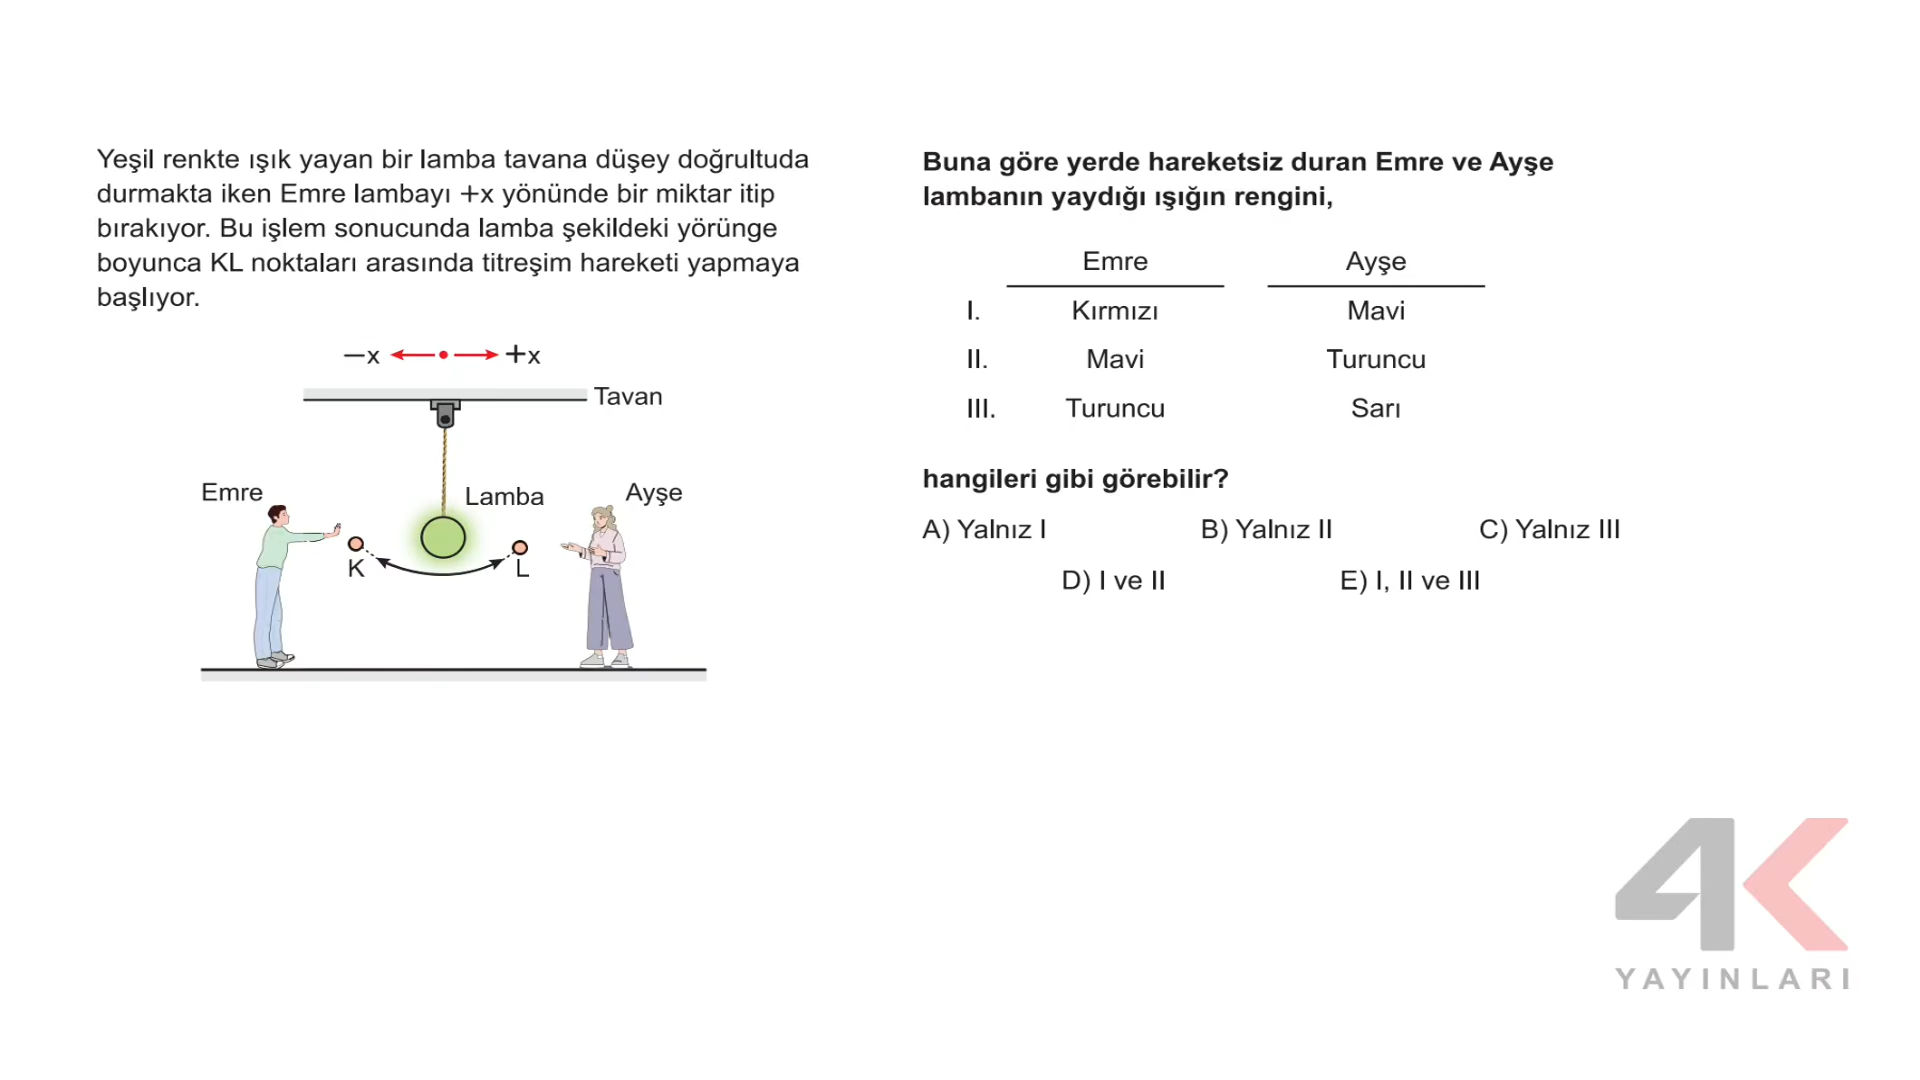 Yeşil renkte ışık yayan bir lamba tavana düşey doğrultuda
durmakta iken Emre lambayı +x yönünde bir miktar itip
bırakıyor. Bu işlem sonucunda lamba şekildeki yörünge
boyunca KL noktaları arasında titreşim hareketi yapmaya
başlıyor.
–x +x
Tavan
Emre Lamba Ayşe
K L
Buna göre yerde hareketsiz duran Emre ve Ayşe
lambanın yaydığı ışığın rengini,
Emre Ayşe
I. Kırmızı Mavi
II. Mavi Turuncu
III. Turuncu Sarı
hangileri gibi görebilir?
A) Yalnız I B) Yalnız II C) Yalnız III
D) I ve II E) I, II ve III
4K
YAYINLARI